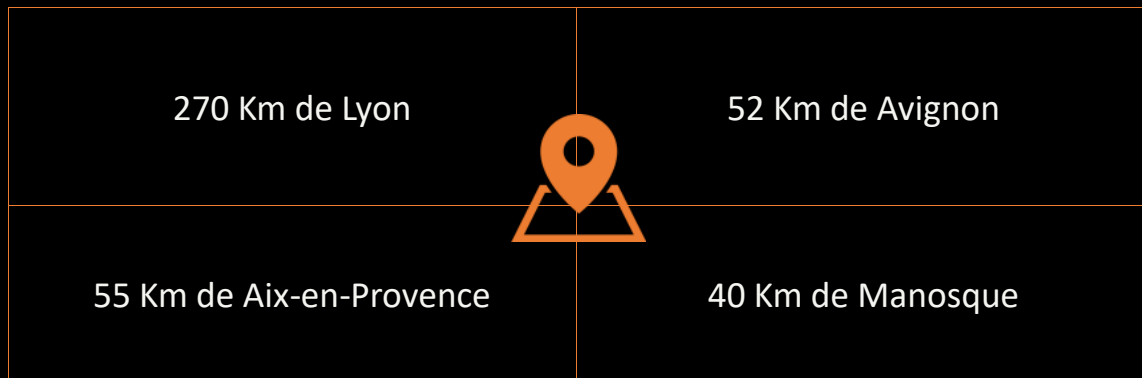 270 Km de Lyon
52 Km de Avignon
55 Km de Aix-en-Provence
40 Km de Manosque